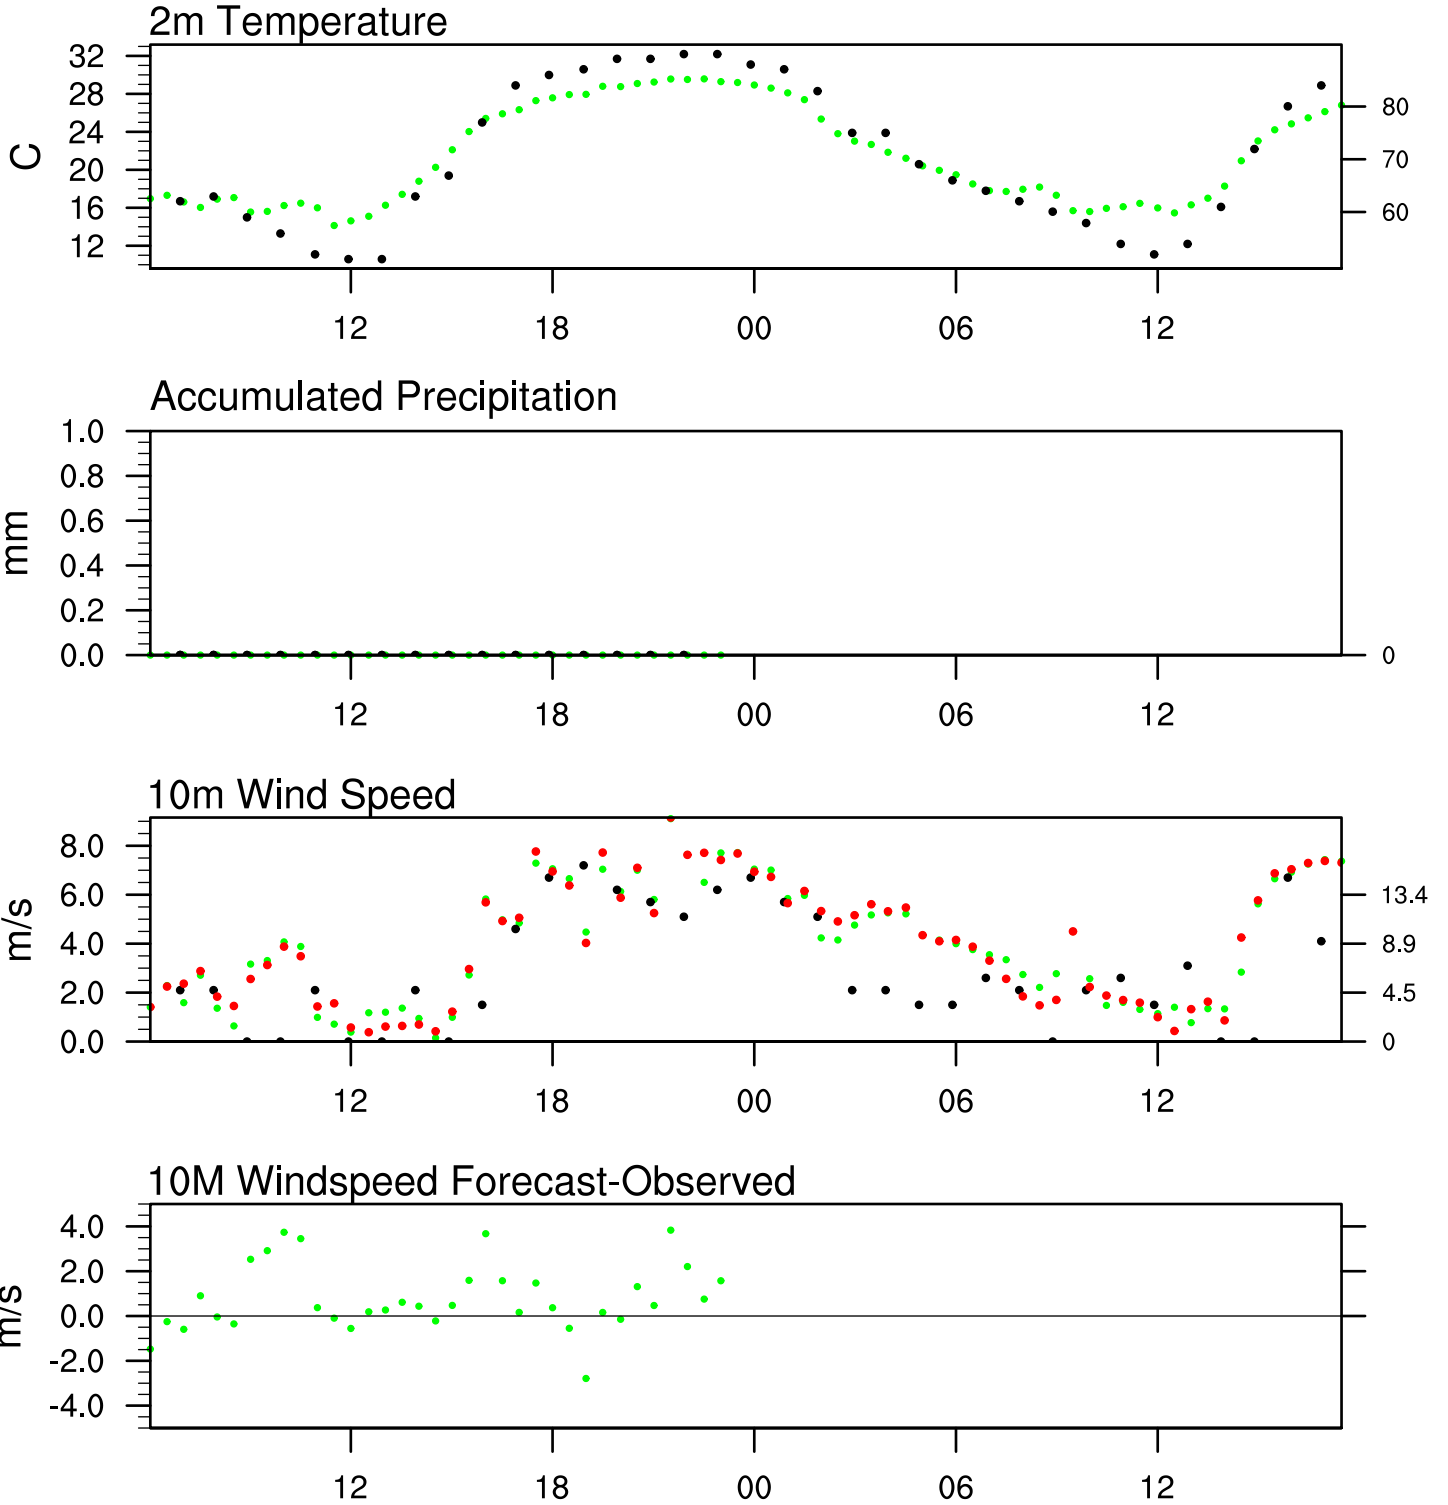 2m Temperature
32
28
24
20
16
12
C
80
70
60
12 18 00 06 12
Accumulated Precipitation
1.0
0.8
0.6
0.4
0.2
0.0
mm
0
12 18 00 06 12
10m Wind Speed
8.0
6.0
4.0
2.0
0.0
m/s
13.4
8.9
4.5
0
12 18 00 06 12
10M Windspeed Forecast-Observed
4.0
2.0
0.0
-2.0
-4.0
m/s
12 18 00 06 12